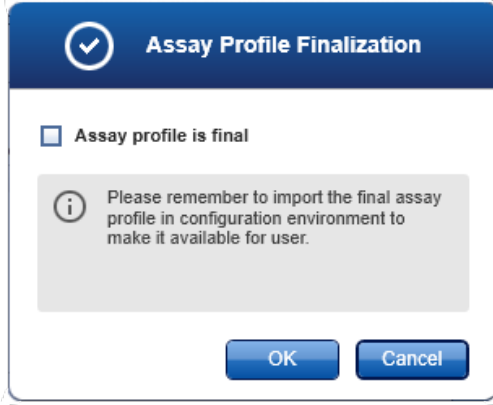 Assay Profile Finalization
Assay profile is final
Please remember to import the final assay
profile in configuration environment to
make it available for user.
OK
Cancel